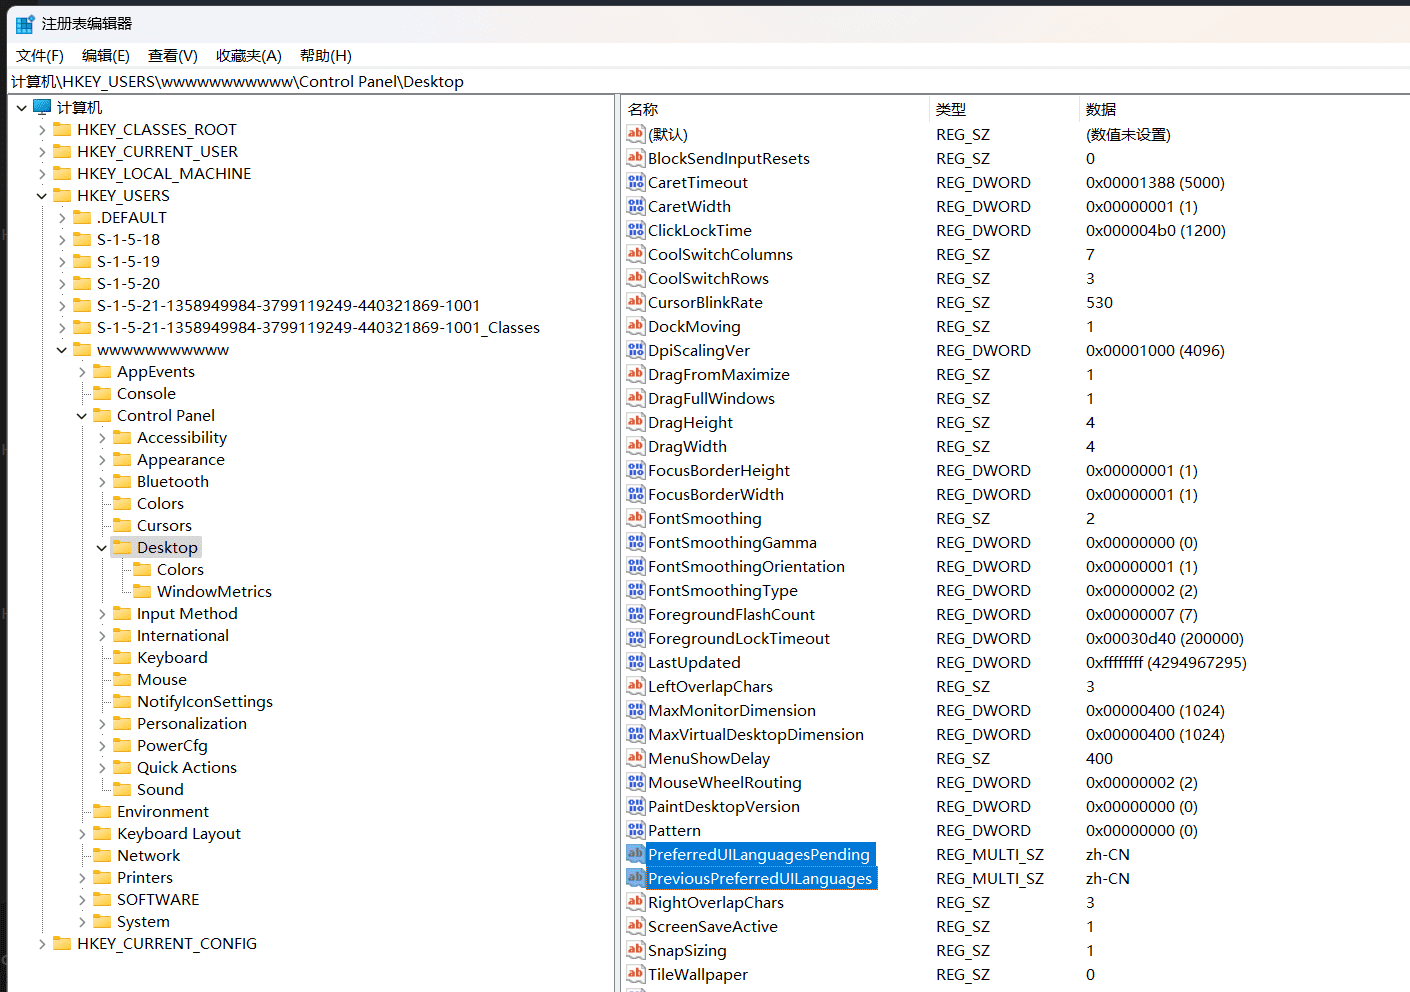 注册表编辑器
文件(F) 编辑(E) 查看(V) 收藏夹(A) 帮助(H)
计算机\HKEY_USERS\wwwwwwwwwww\Control Panel\Desktop
计算机
HKEY_CLASSES_ROOT
HKEY_CURRENT_USER
HKEY_LOCAL_MACHINE
HKEY_USERS
.DEFAULT
S-1-5-18
S-1-5-19
S-1-5-20
S-1-5-21-1358949984-3799119249-440321869-1001
S-1-5-21-1358949984-3799119249-440321869-1001_Classes
wwwwwwwwwww
AppEvents
Console
Control Panel
Accessibility
Appearance
Bluetooth
Colors
Cursors
Desktop
Colors
WindowMetrics
Input Method
International
Keyboard
Mouse
NotifyIconSettings
Personalization
PowerCfg
Quick Actions
Sound
Environment
Keyboard Layout
Network
Printers
SOFTWARE
System
HKEY_CURRENT_CONFIG
名称 类型 数据
(默认) REG_SZ (数值未设置)
BlockSendInputResets REG_SZ 0
CaretTimeout REG_DWORD 0x00001388 (5000)
CaretWidth REG_DWORD 0x00000001 (1)
ClickLockTime REG_DWORD 0x000004b0 (1200)
CoolSwitchColumns REG_SZ 7
CoolSwitchRows REG_SZ 3
CursorBlinkRate REG_SZ 530
DockMoving REG_SZ 1
DpiScalingVer REG_DWORD 0x00001000 (4096)
DragFromMaximize REG_SZ 1
DragFullWindows REG_SZ 1
DragHeight REG_SZ 4
DragWidth REG_SZ 4
FocusBorderHeight REG_DWORD 0x00000001 (1)
FocusBorderWidth REG_DWORD 0x00000001 (1)
FontSmoothing REG_SZ 2
FontSmoothingGamma REG_DWORD 0x00000000 (0)
FontSmoothingOrientation REG_DWORD 0x00000001 (1)
FontSmoothingType REG_DWORD 0x00000002 (2)
ForegroundFlashCount REG_DWORD 0x00000007 (7)
ForegroundLockTimeout REG_DWORD 0x00030d40 (200000)
LastUpdated REG_DWORD 0xffffffff (4294967295)
LeftOverlapChars REG_SZ 3
MaxMonitorDimension REG_DWORD 0x00000400 (1024)
MaxVirtualDesktopDimension REG_DWORD 0x00000400 (1024)
MenuShowDelay REG_SZ 400
MouseWheelRouting REG_DWORD 0x00000002 (2)
PaintDesktopVersion REG_DWORD 0x00000000 (0)
Pattern REG_DWORD 0x00000000 (0)
PreferredUILanguagesPending REG_MULTI_SZ zh-CN
PreviousPreferredUILanguages REG_MULTI_SZ zh-CN
RightOverlapChars REG_SZ 3
ScreenSaveActive REG_SZ 1
SnapSizing REG_SZ 1
TileWallpaper REG_SZ 0